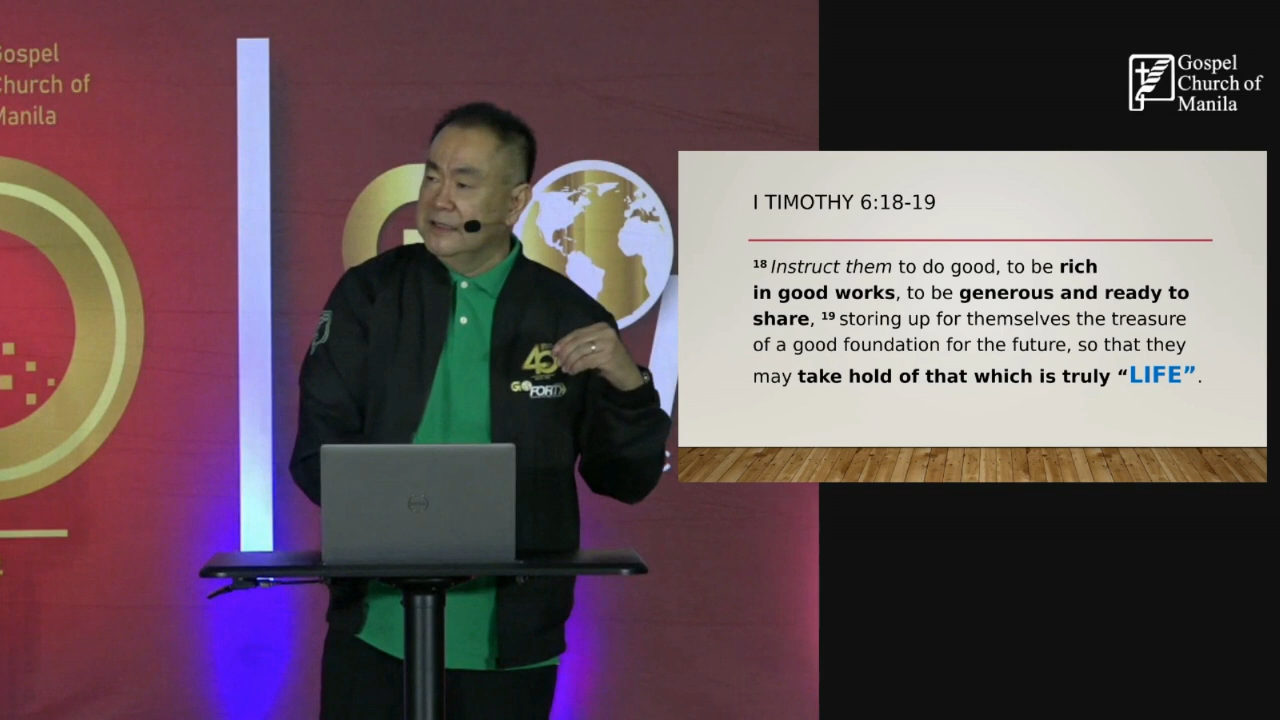 Gospel
Church of
Manila
Gospel
Church of
Manila
I TIMOTHY 6:18-19
18 Instruct them to do good, to be rich
in good works, to be generous and ready to
share, 19 storing up for themselves the treasure
of a good foundation for the future, so that they
may take hold of that which is truly “LIFE”.
40
GO FORTH
DELL